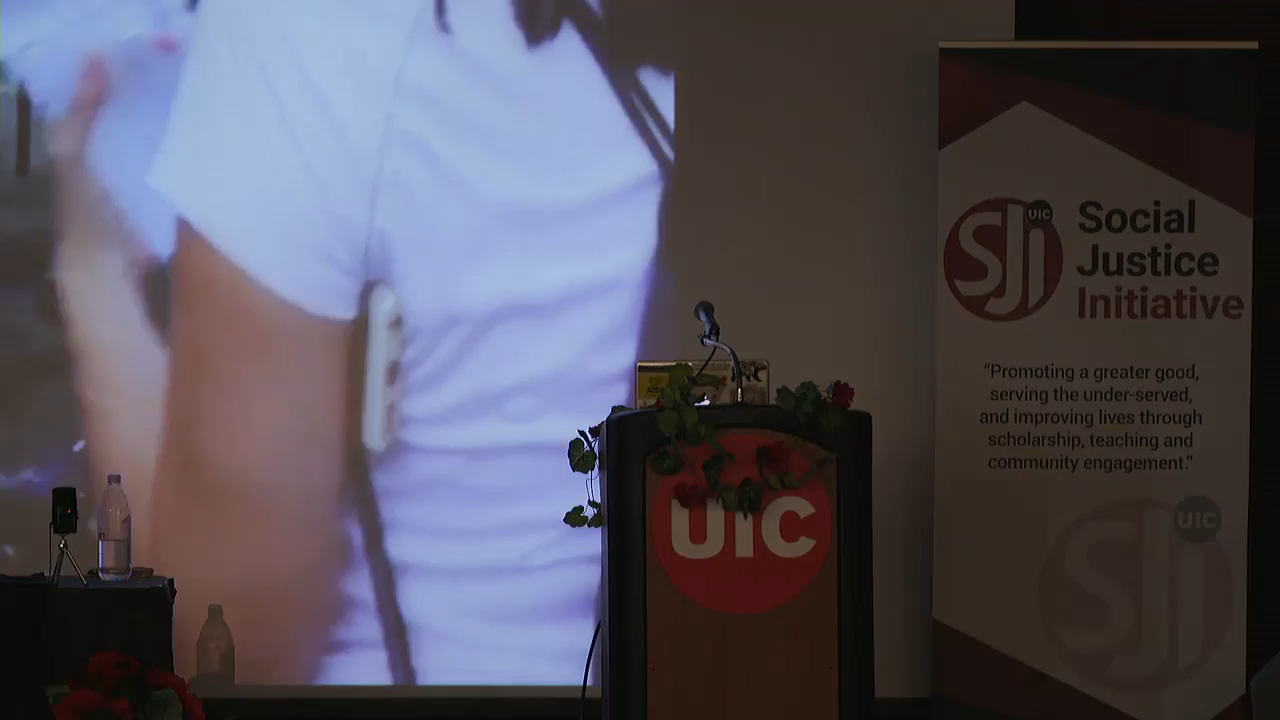 UIC
SJI
Social
Justice
Initiative
“Promoting a greater good,
serving the under-served,
and improving lives through
scholarship, teaching and
community engagement.”
UIC
SJI
UIC